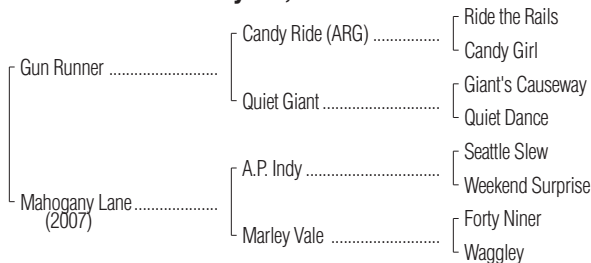 Ride the Rails
Candy Ride (ARG) ................
Candy Girl
Gun Runner ..........................
Giant's Causeway
Quiet Giant ............................
Quiet Dance
Seattle Slew
A.P. Indy ................................
Weekend Surprise
Mahogany Lane ....................
(2007)
Forty Niner
Marley Vale ..........................
Waggley